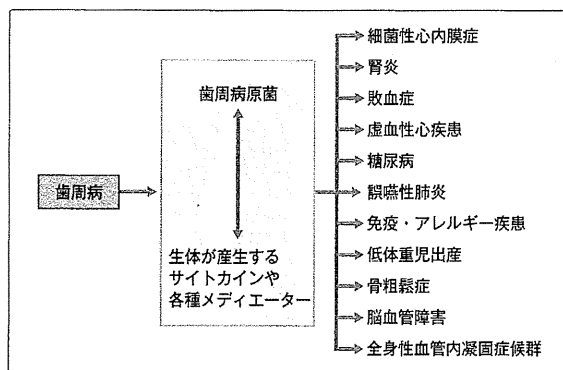 歯周病
歯周病原菌
生体が産生する
サイトカインや
各種メディエーター
細菌性心内膜症
腎炎
敗血症
虚血性心疾患
糖尿病
誤嚥性肺炎
免疫・アレルギー疾患
低体重児出産
骨粗鬆症
脳血管障害
全身性血管内凝固症候群